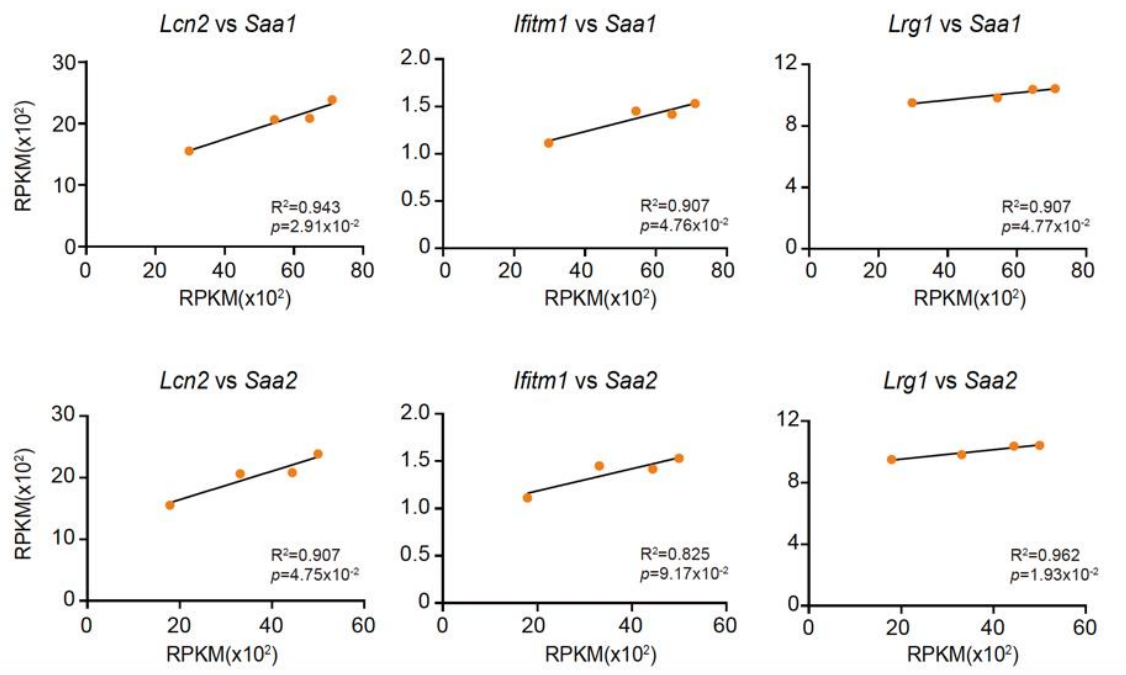 Lcn2 vs Saa1
RPKM(x10²)
30
20
10
0
0 20 40 60 80
R²=0.943
p=2.91x10⁻²
RPKM(x10²)
Ifitm1 vs Saa1
2.0
1.5
1.0
0.5
0
0 20 40 60 80
R²=0.907
p=4.76x10⁻²
RPKM(x10²)
Lrg1 vs Saa1
12
8
4
0
0 20 40 60 80
R²=0.907
p=4.77x10⁻²
RPKM(x10²)
Lcn2 vs Saa2
RPKM(x10²)
30
20
10
0
0 20 40 60
R²=0.907
p=4.75x10⁻²
RPKM(x10²)
Ifitm1 vs Saa2
2.0
1.5
1.0
0.5
0
0 20 40 60
R²=0.825
p=9.17x10⁻²
RPKM(x10²)
Lrg1 vs Saa2
12
8
4
0
0 20 40 60
R²=0.962
p=1.93x10⁻²
RPKM(x10²)